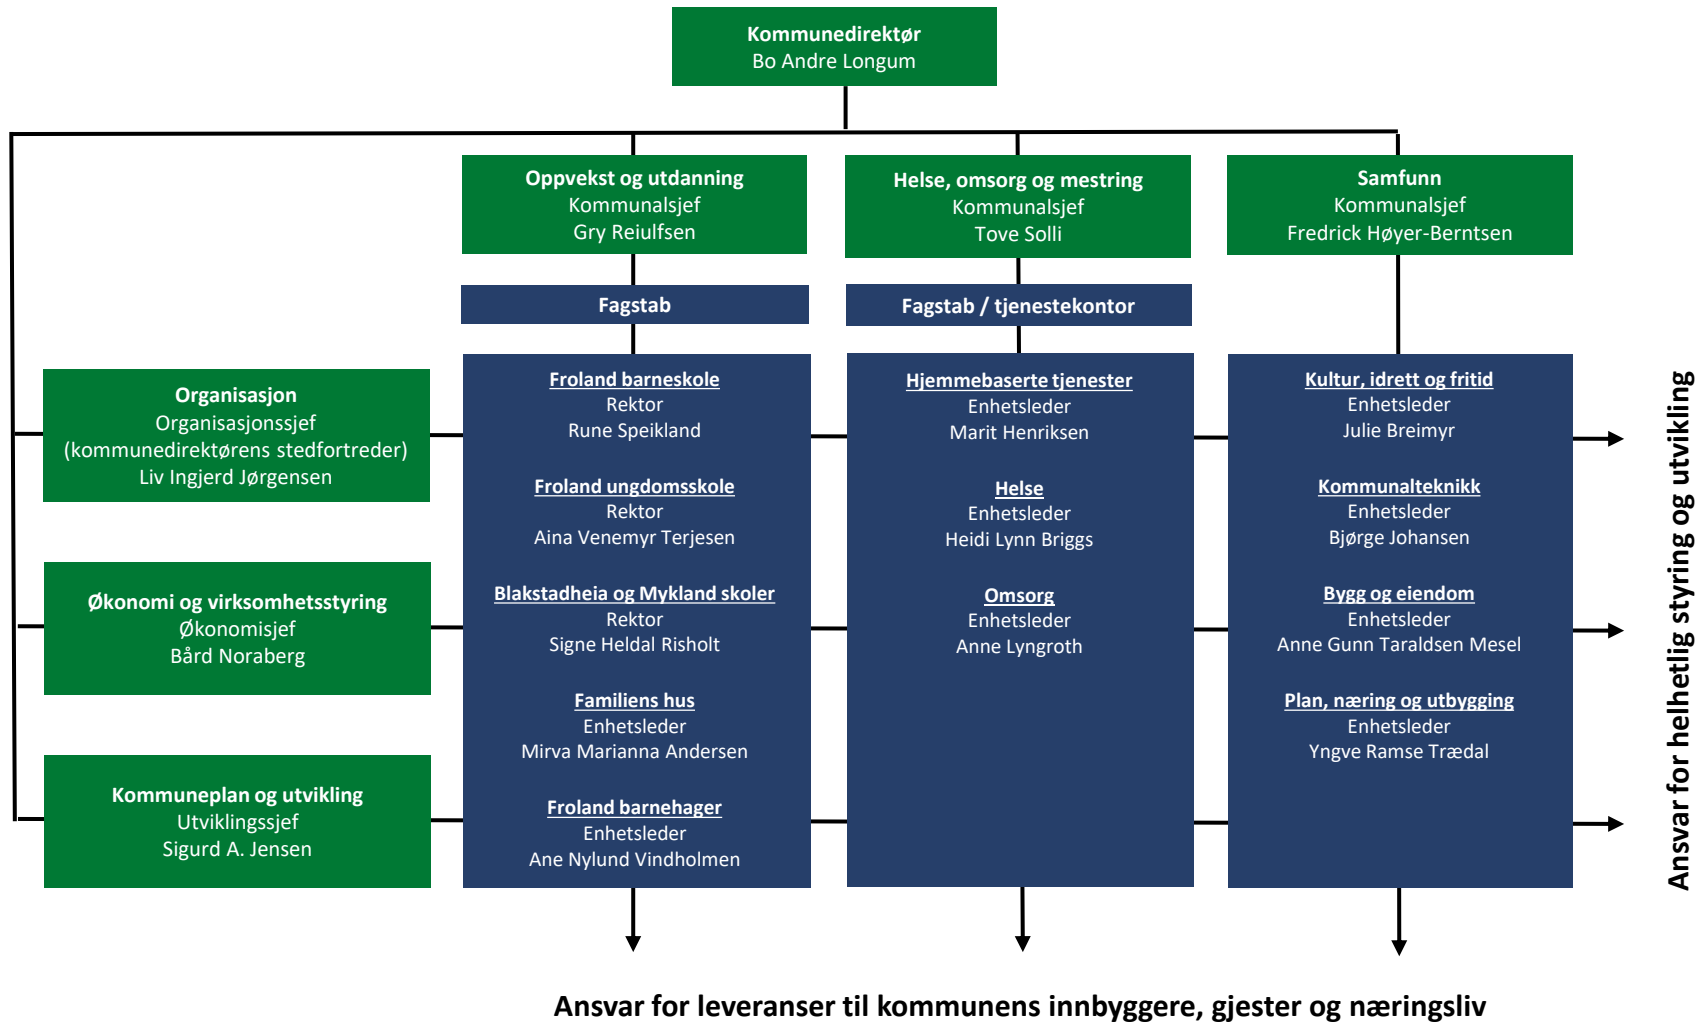 Kommunedirektør
Bo Andre Longum
Oppvekst og utdanning
Kommunalsjef
Gry Reiulfsen
Helse, omsorg og mestring
Kommunalsjef
Tove Solli
Samfunn
Kommunalsjef
Fredrick Høyer-Berntsen
Fagstab
Fagstab / tjenestekontor
Organisasjon
Organisasjonssjef
(kommunedirektørens stedfortreder)
Liv Ingjerd Jørgensen
Økonomi og virksomhetsstyring
Økonomisjef
Bård Noraberg
Kommuneplan og utvikling
Utviklingssjef
Sigurd A. Jensen
Froland barneskole
Rektor
Rune Speikland
Froland ungdomsskole
Rektor
Aina Venemyr Terjesen
Blakstadheia og Mykland skoler
Rektor
Signe Heldal Risholt
Familiens hus
Enhetsleder
Mirva Marianna Andersen
Froland barnehager
Enhetsleder
Ane Nylund Vindholmen
Hjemmebaserte tjenester
Enhetsleder
Marit Henriksen
Helse
Enhetsleder
Heidi Lynn Briggs
Omsorg
Enhetsleder
Anne Lyngroth
Kultur, idrett og fritid
Enhetsleder
Julie Breimyr
Kommunalteknikk
Enhetsleder
Bjørge Johansen
Bygg og eiendom
Enhetsleder
Anne Gunn Taraldsen Mesel
Plan, næring og utbygging
Enhetsleder
Yngve Ramse Trædal
Ansvar for helhetlig styring og utvikling
Ansvar for leveranser til kommunens innbyggere, gjester og næringsliv